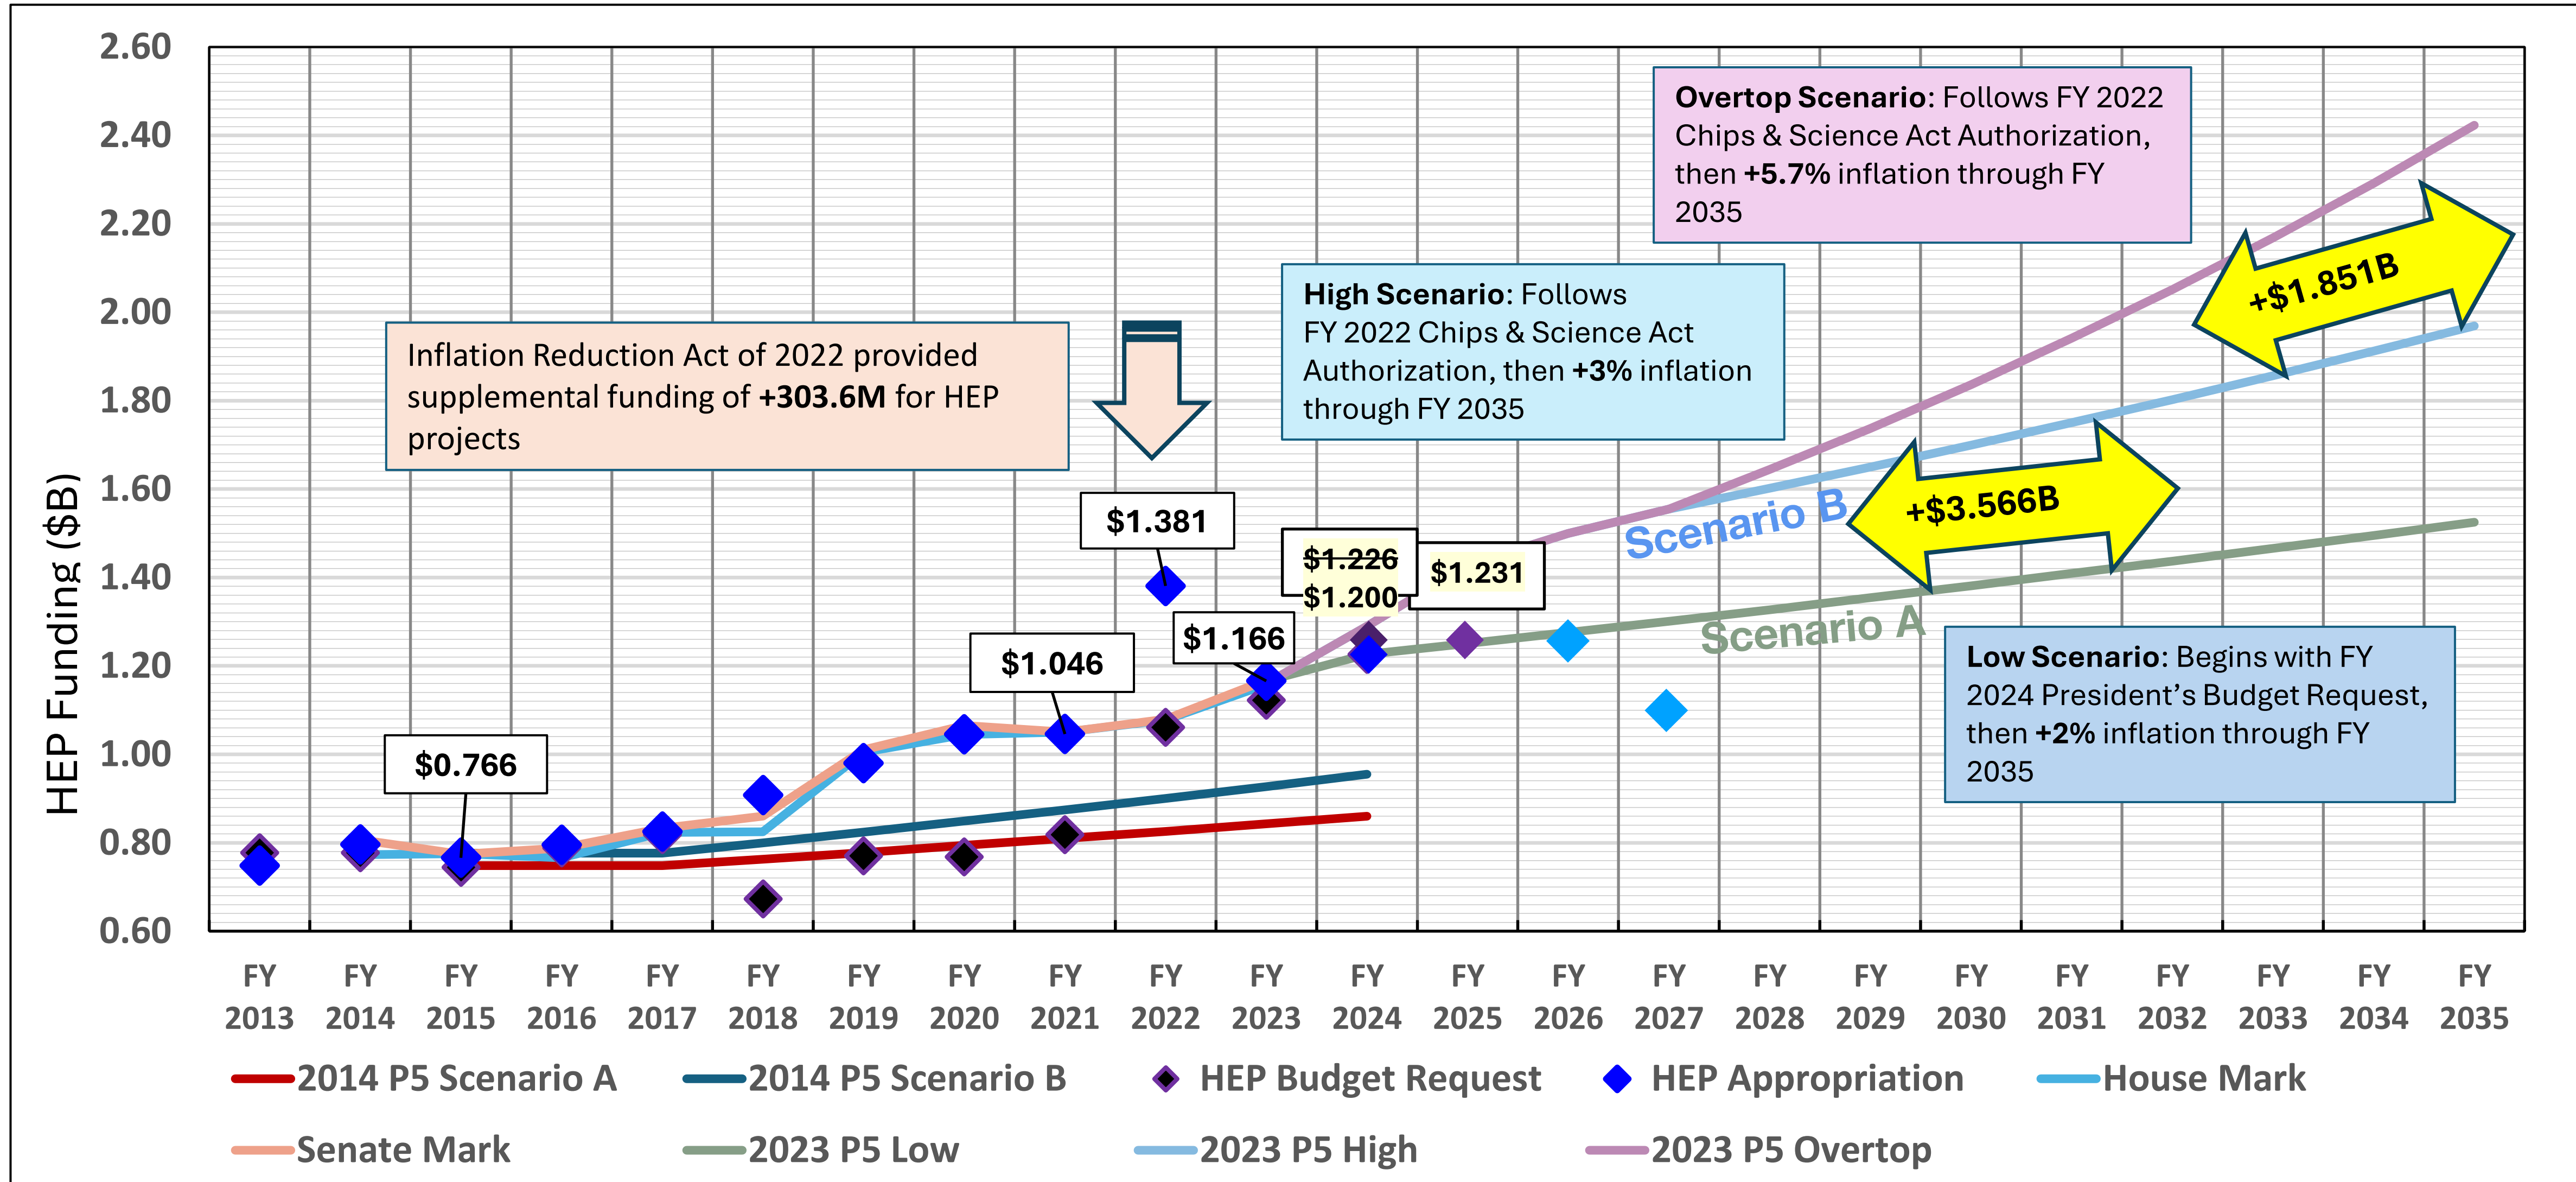 2.60
2.40
2.20
2.00
1.80
1.60
1.40
1.20
1.00
0.80
0.60
HEP Funding ($B)
Overtop Scenario: Follows FY 2022
Chips & Science Act Authorization,
then +5.7% inflation through FY
2035
High Scenario: Follows
FY 2022 Chips & Science Act
Authorization, then +3% inflation
through FY 2035
Inflation Reduction Act of 2022 provided
supplemental funding of +303.6M for HEP
projects
+$1.851B
+$3.566B
Scenario B
Scenario A
$1.381
$1.226
$1.200
$1.231
$1.166
$1.046
$0.766
Low Scenario: Begins with FY
2024 President’s Budget Request,
then +2% inflation through FY
2035
FY FY FY FY FY FY FY FY FY FY FY FY FY FY FY FY FY FY FY FY FY FY FY
2013 2014 2015 2016 2017 2018 2019 2020 2021 2022 2023 2024 2025 2026 2027 2028 2029 2030 2031 2032 2033 2034 2035
2014 P5 Scenario A 2014 P5 Scenario B HEP Budget Request HEP Appropriation House Mark
Senate Mark 2023 P5 Low 2023 P5 High 2023 P5 Overtop